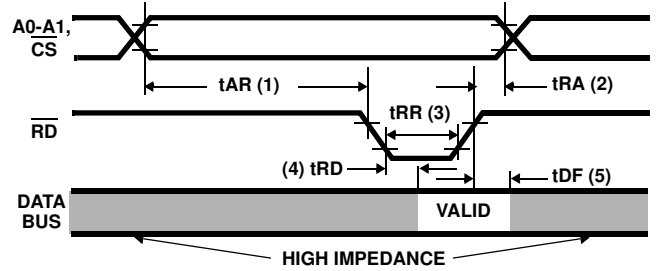 A0-A1,
CS
tAR (1)
tRA (2)
RD
tRR (3)
(4) tRD
tDF (5)
DATA
BUS
VALID
HIGH IMPEDANCE